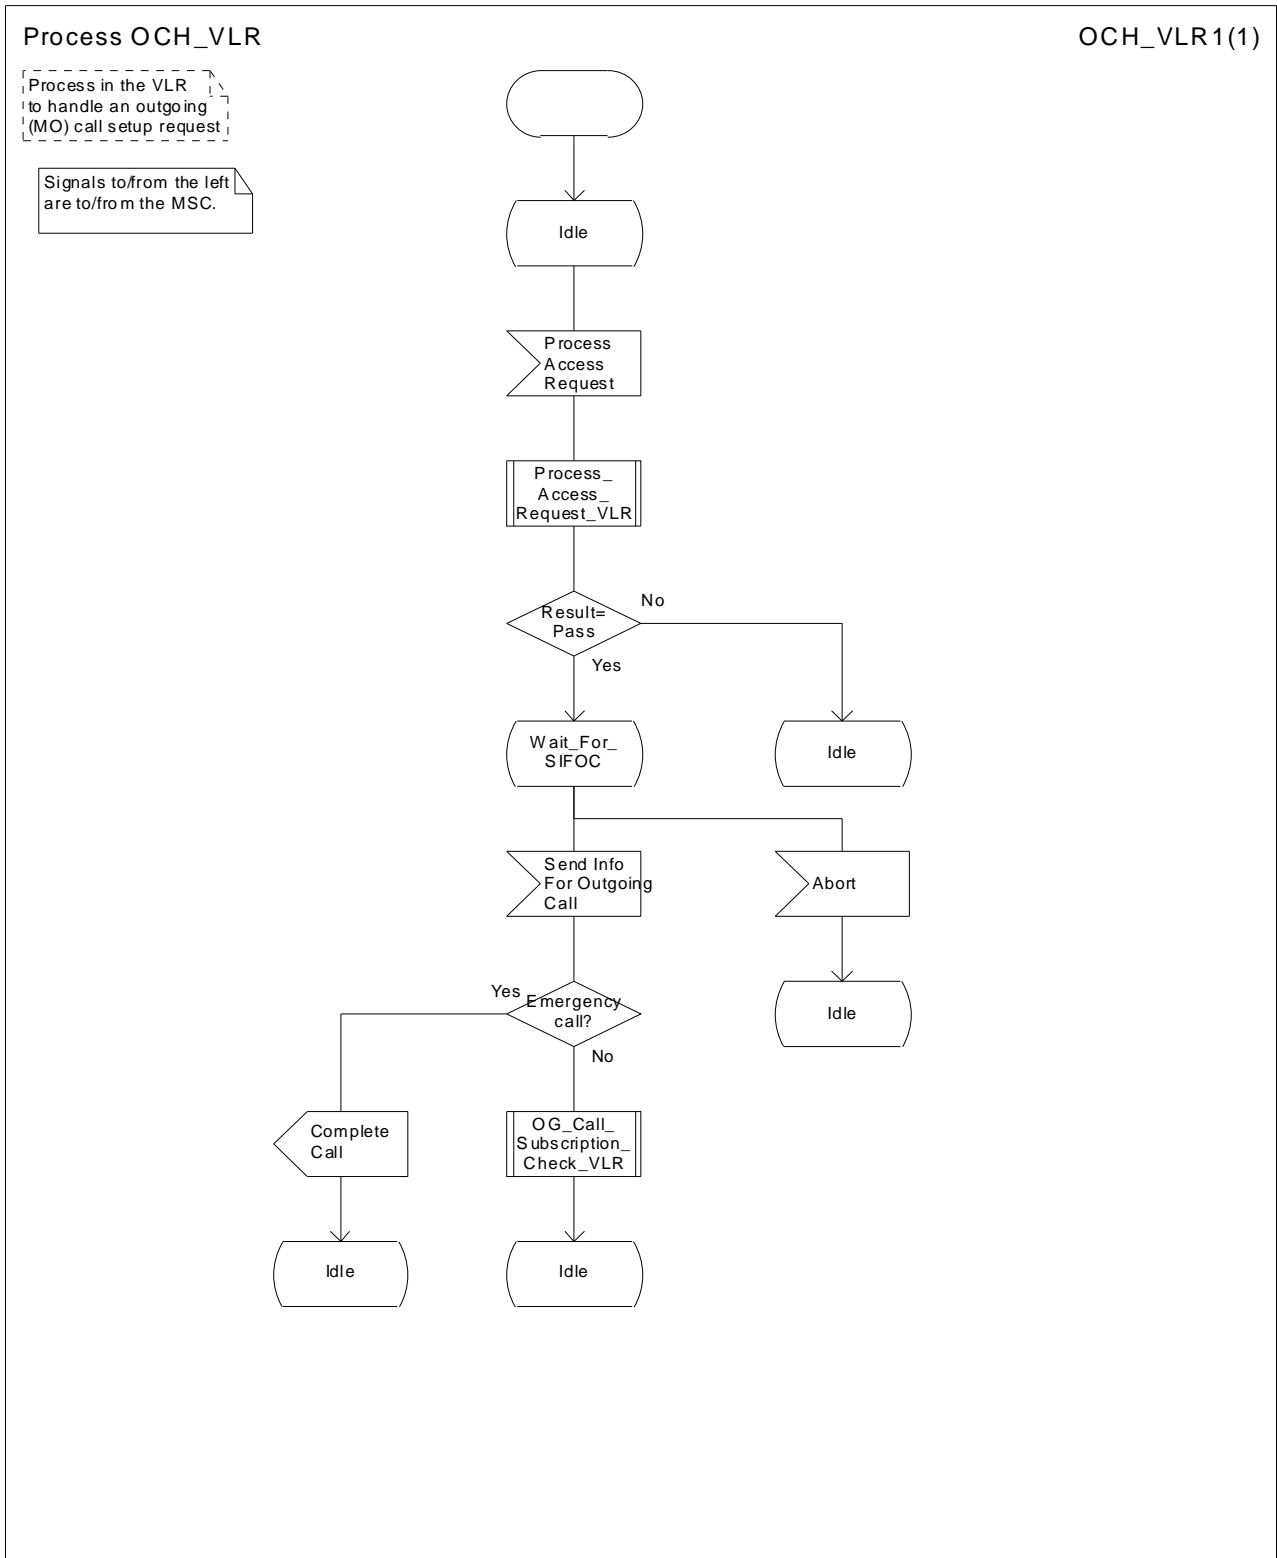 Process OCH_VLR
OCH_VLR1(1)
Process in the VLR
to handle an outgoing
(MO) call setup request
Signals to/from the left
are to/from the MSC.
Idle
Process
Access
Request
Process_
Access_
Request_VLR
Result=
Pass
No
Yes
Wait_For_
SIFOC
Idle
Send Info
For Outgoing
Call
Abort
Yes
Emergency
call?
No
Idle
Complete
Call
OG_Call_
Subscription_
Check_VLR
Idle
Idle